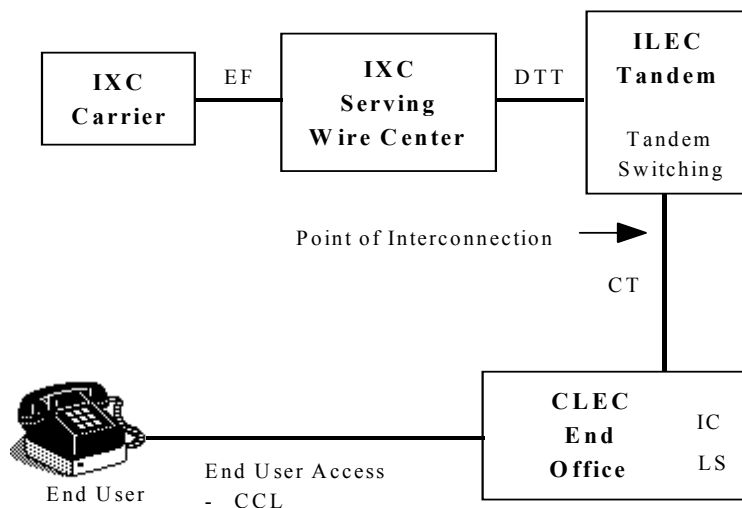 IXC
Carrier
EF
IXC
Serving
Wire Center
DTT
ILEC
Tandem
Tandem
Switching
Point of Interconnection
CT
CLEC
End
Office
IC
LS
End User
End User Access
- CCL